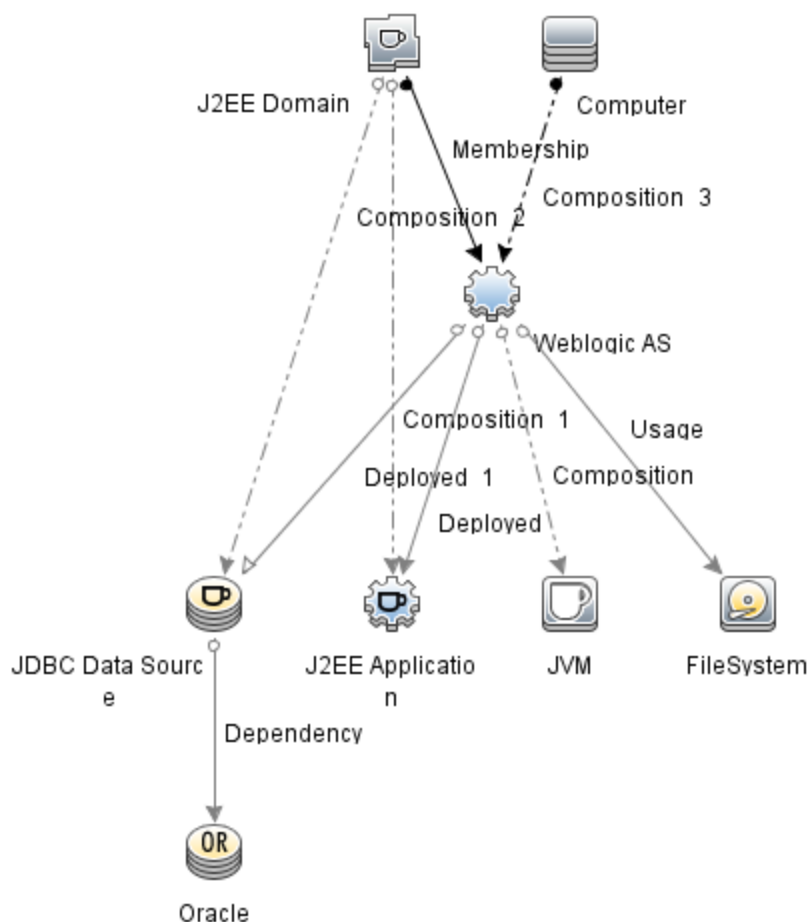 J2EE Domain
Computer
Membership
Composition 3
Composition 2
Weblogic AS
Composition 1
Usage
Deployed 1
Composition
Deployed
JDBC Data Sourc
e
J2EE Applicatio
n
JVM
FileSystem
Dependency
OR
Oracle